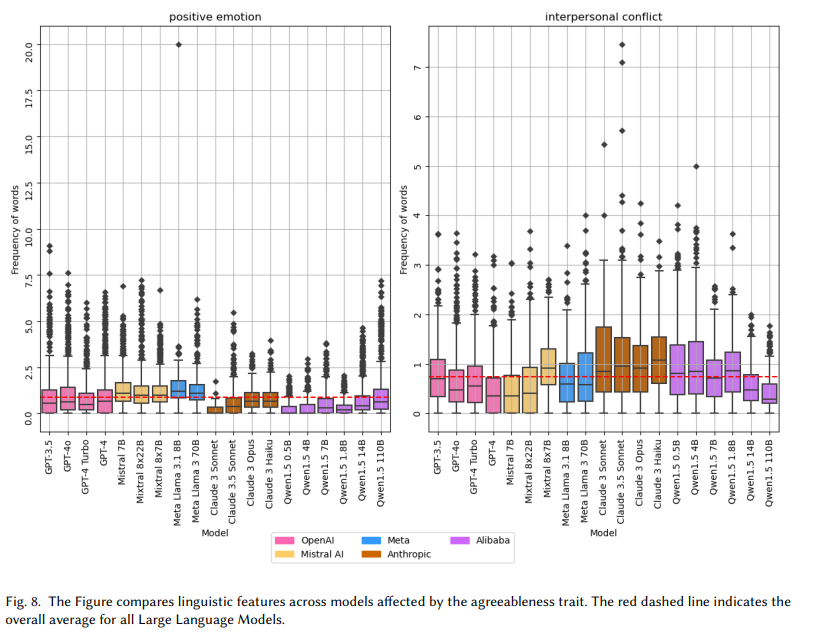 positive emotion
20.0
17.5
15.0
12.5
10.0
7.5
5.0
2.5
0.0
Frequency of words
GPT-3.5
GPT-4o
GPT-4 Turbo
GPT-4
Mistral 7B
Mixtral 8x22B
Mixtral 8x7B
Meta Llama 3.1 8B
Meta Llama 3 70B
Claude 3 Sonnet
Claude 3.5 Sonnet
Claude 3 Opus
Claude 3 Haiku
Qwen1.5 0.5B
Qwen1.5 4B
Qwen1.5 7B
Qwen1.5 1.8B
Qwen1.5 14B
Qwen1.5 110B
Model
interpersonal conflict
7
6
5
4
3
2
1
0
Frequency of words
GPT-3.5
GPT-4o
GPT-4 Turbo
GPT-4
Mistral 7B
Mixtral 8x22B
Mixtral 8x7B
Meta Llama 3.1 8B
Meta Llama 3 70B
Claude 3 Sonnet
Claude 3.5 Sonnet
Claude 3 Opus
Claude 3 Haiku
Qwen1.5 0.5B
Qwen1.5 4B
Qwen1.5 7B
Qwen1.5 1.8B
Qwen1.5 14B
Qwen1.5 110B
Model
OpenAI
Meta
Alibaba
Mistral AI
Anthropic
Fig. 8. The Figure compares linguistic features across models affected by the agreeableness trait. The red dashed line indicates the
overall average for all Large Language Models.